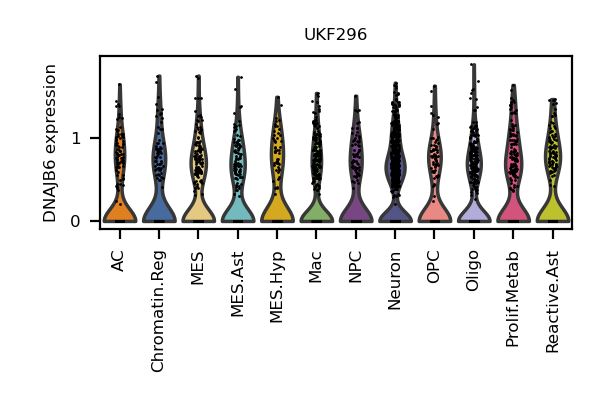 UKF296
DNAJB6 expression
1
0
AC
Chromatin.Reg
MES
MES.Ast
MES.Hyp
Mac
NPC
Neuron
OPC
Oligo
Prolif.Metab
Reactive.Ast